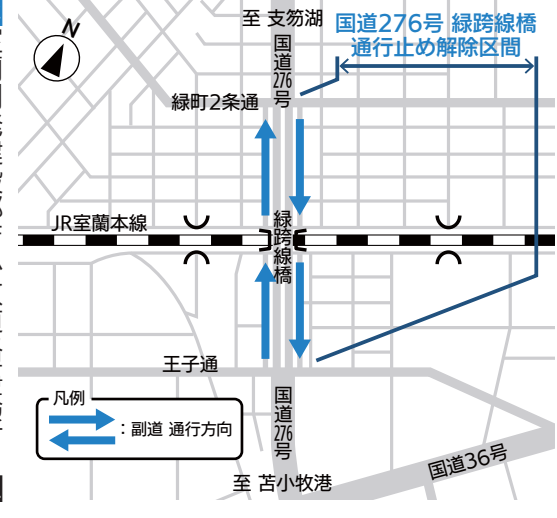 N
至 支笏湖
国道276号 緑跨線橋
通行止め解除区間
国道276号
緑町2条通
JR室蘭本線
緑跨線橋
王子通
凡例
：副道 通行方向
国道276号
国道36号
至 苫小牧港